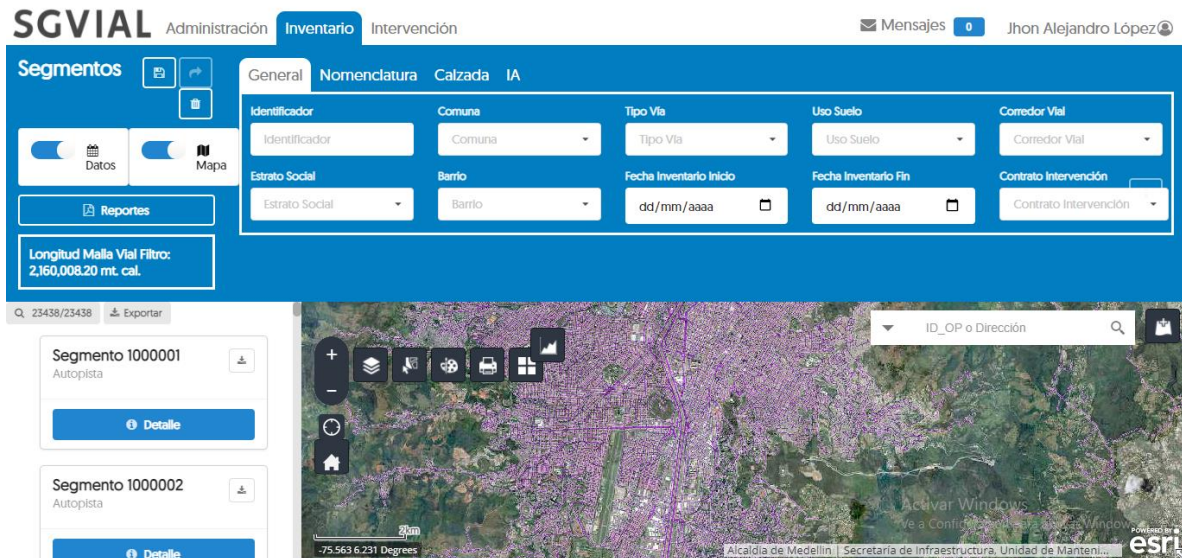 SGVIAL Administración Inventario Intervención Mensajes 0 Jhon Alejandro López
Segmentos
General Nomenclatura Calzada IA
Identificador Comuna Tipo Vía Uso Suelo Corredor Vial
Identificador Comuna Tipo Vía Uso Suelo Corredor Vial
Datos Mapa
Estrato Social Barrio Fecha Inventario Inicio Fecha Inventario Fin Contrato Intervención
Estrato Social Barrio dd/mm/aaaa dd/mm/aaaa Contrato Intervención
Reportes
Longitud Malla Vial Filtro:
2,160,008.20 mt. cal.
23438/23438 Exportar
ID_OP o Dirección
Segmento 1000001
Autopista
Detalle
Segmento 1000002
Autopista
Detalle
2km
-75.563 6.231 Degrees
Activar Windows
Ve a Config
Windows
Alcaldía de Medellín | Secretaría de Infraestructura, Unidad de Manteni...
POWERED BY
esri